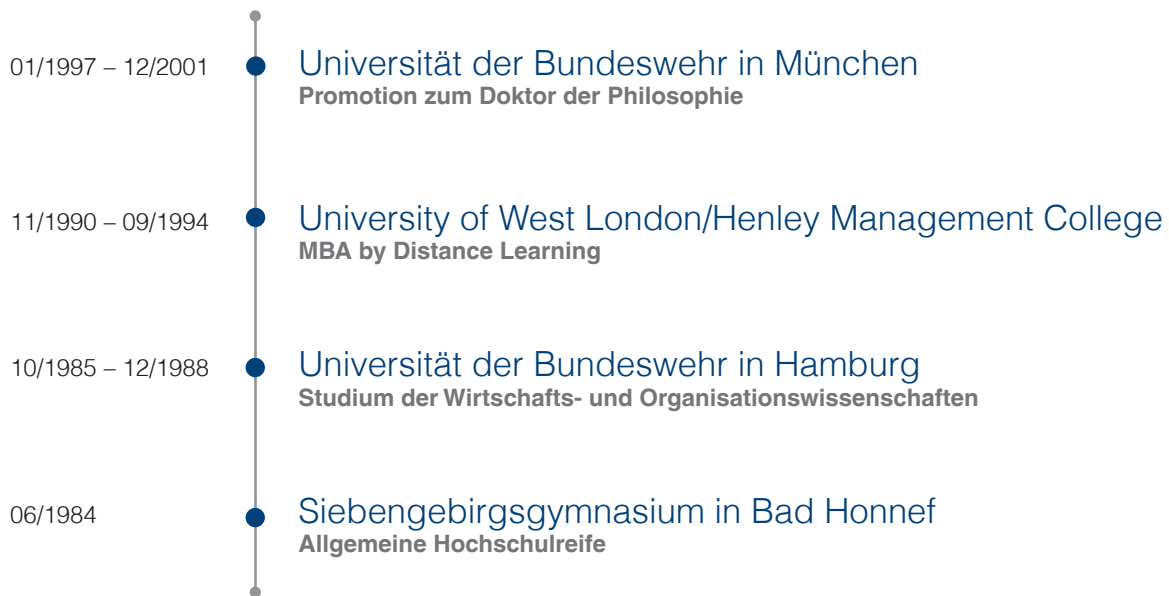 01/1997 – 12/2001
Universität der Bundeswehr in München
Promotion zum Doktor der Philosophie
11/1990 – 09/1994
University of West London/Henley Management College
MBA by Distance Learning
10/1985 – 12/1988
Universität der Bundeswehr in Hamburg
Studium der Wirtschafts- und Organisationswissenschaften
06/1984
Siebengebirgsgymnasium in Bad Honnef
Allgemeine Hochschulreife